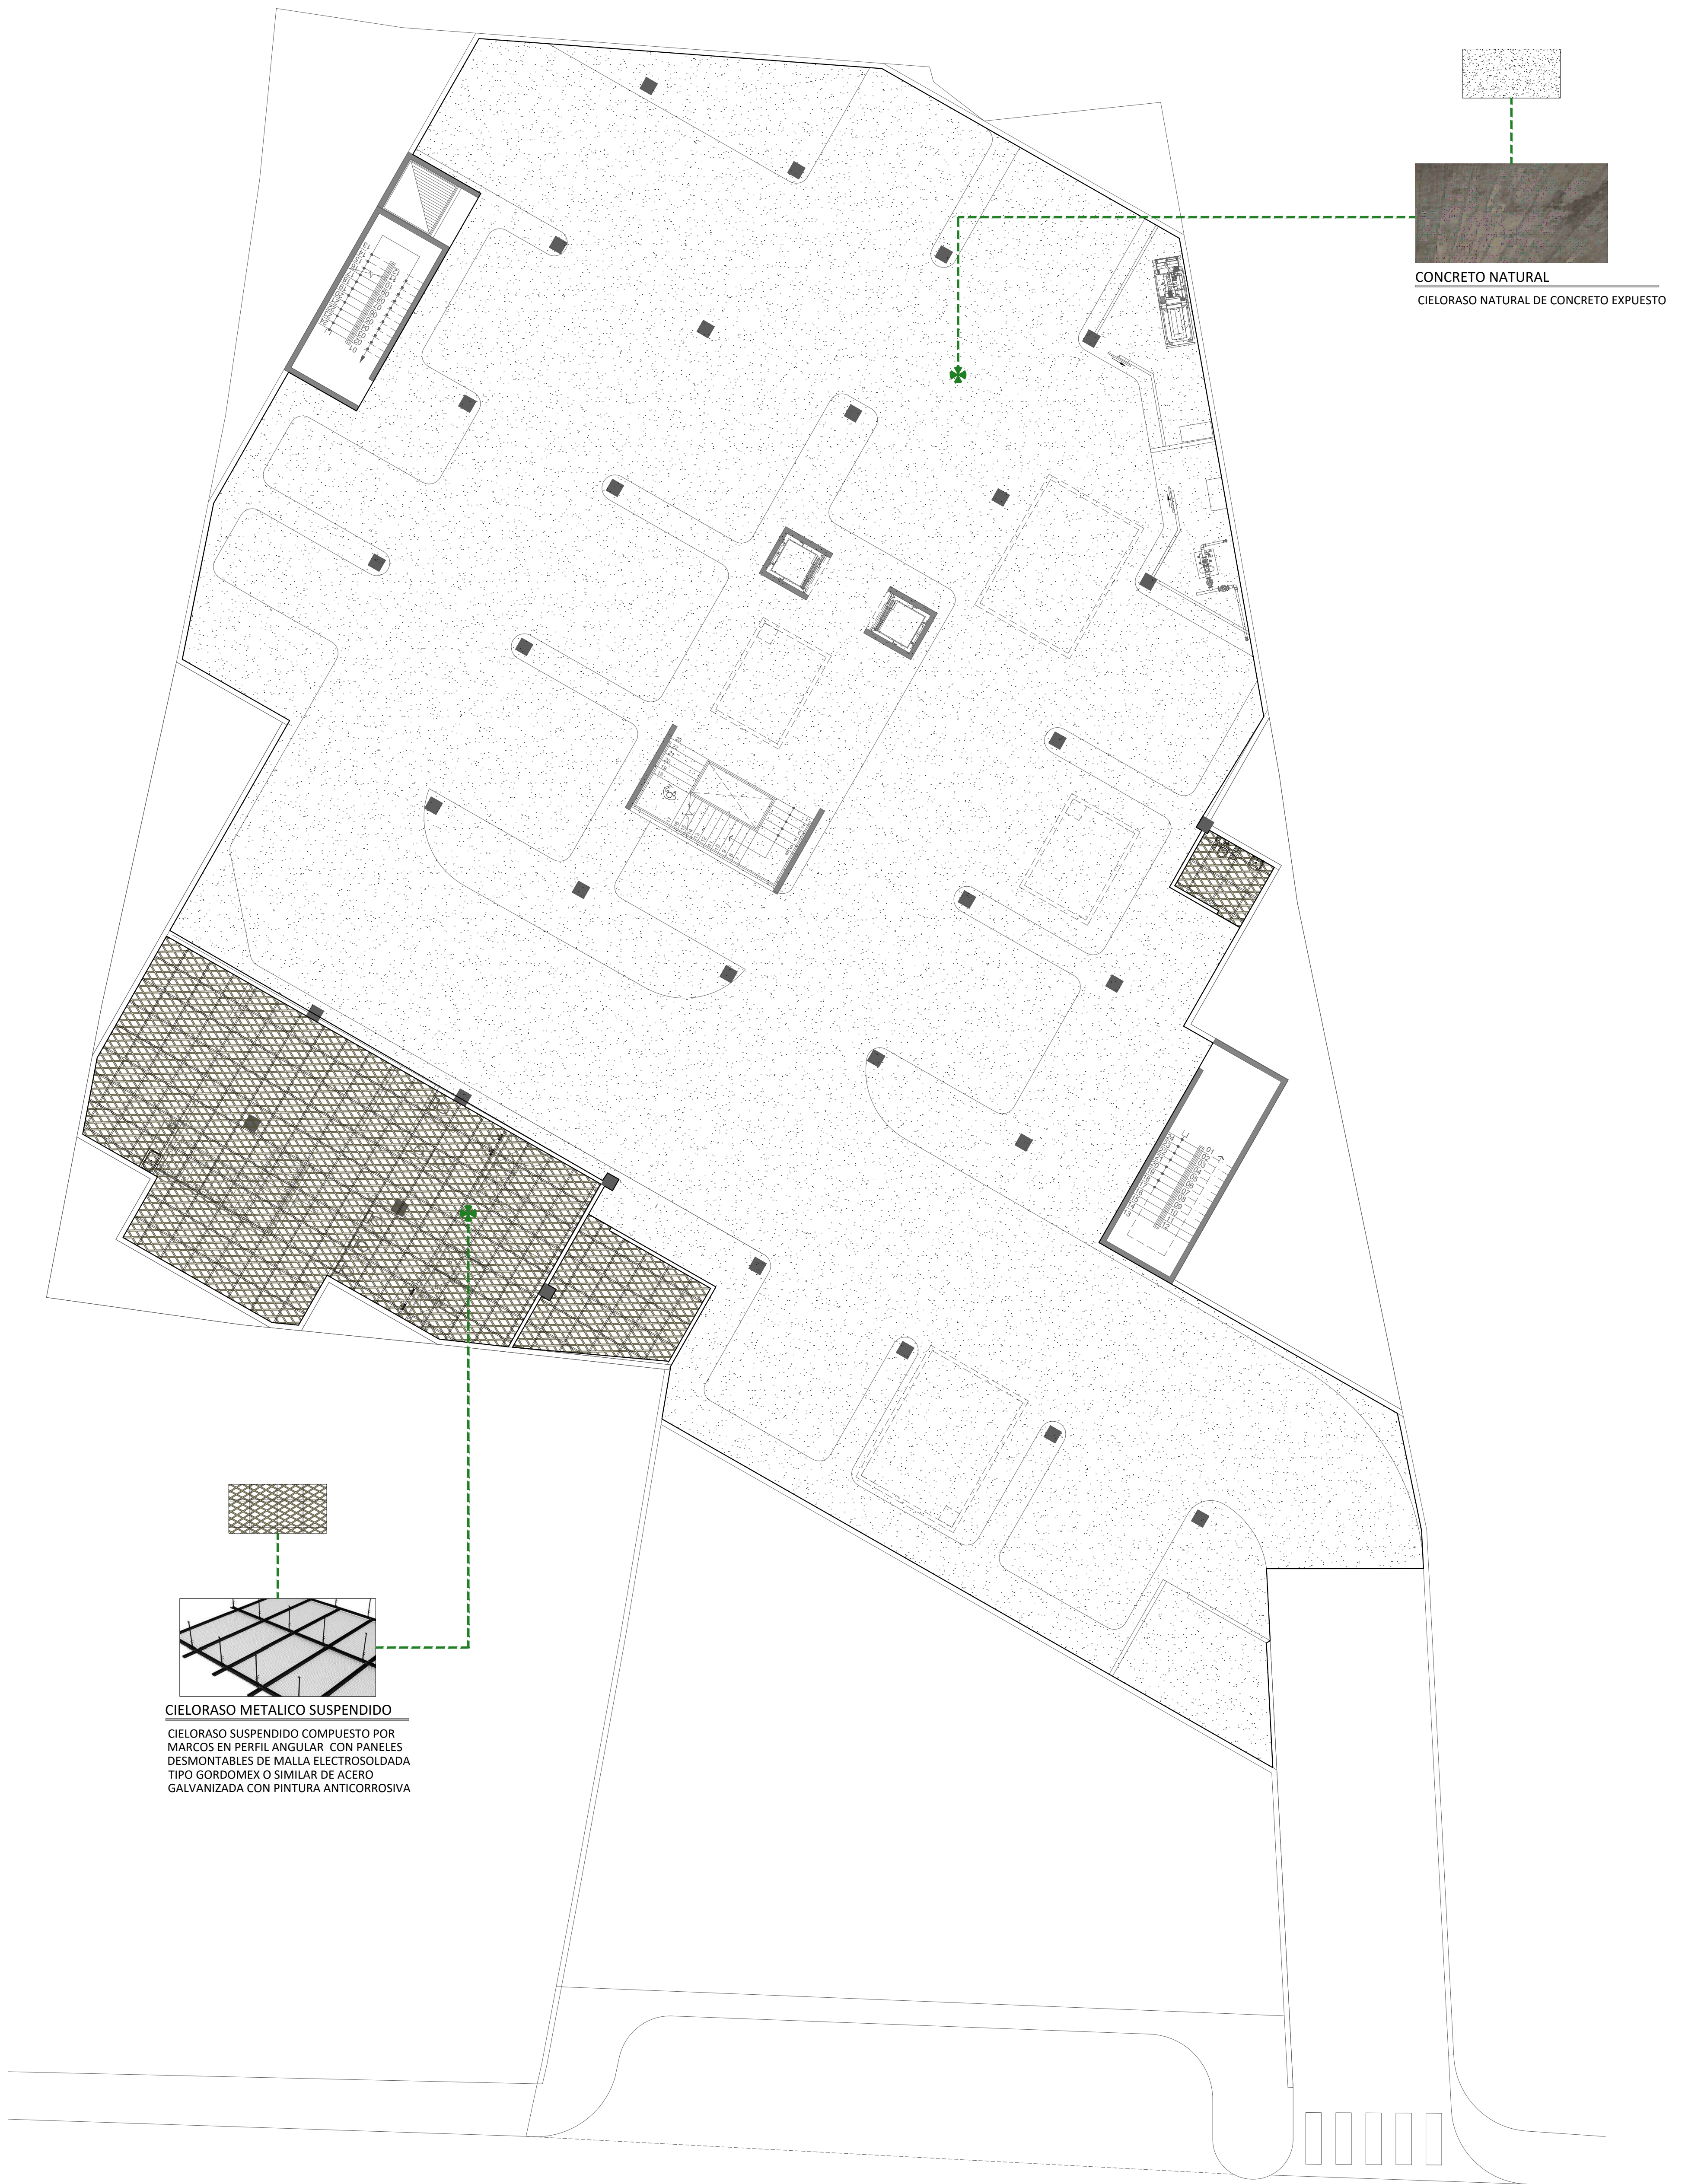 CONCRETO NATURAL
CIELORASO NATURAL DE CONCRETO EXPUESTO
CIELORASO METALICO SUSPENDIDO
CIELORASO SUSPENDIDO COMPUESTO POR
MARCOS EN PERFIL ANGULAR CON PANELES
DESMONTABLES DE MALLA ELECTROSOLDADA
TIPO GORDOMEX O SIMILAR DE ACERO
GALVANIZADA CON PINTURA ANTICORROSIVA